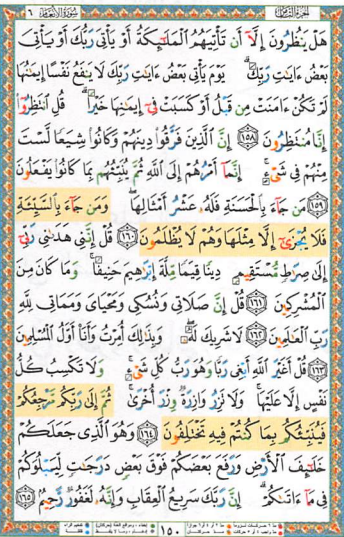 الجزء الثامن سورة الأنعام ٦
هَلْ يَنظُرُونَ إِلَّآ أَن تَأْتِيَهُمُ ٱلْمَلَـٰٓئِكَةُ أَوْ يَأْتِىَ رَبُّكَ أَوْ يَأْتِىَ
بَعْضُ ءَايَـٰتِ رَبِّكَ ۗ يَوْمَ يَأْتِى بَعْضُ ءَايَـٰتِ رَبِّكَ لَا يَنفَعُ نَفْسًا إِيمَـٰنُهَا
لَمْ تَكُنْ ءَامَنَتْ مِن قَبْلُ أَوْ كَسَبَتْ فِىٓ إِيمَـٰنِهَا خَيْرًا ۗ قُلِ ٱنتَظِرُوٓا۟
إِنَّا مُنتَظِرُونَ ١٥٨ إِنَّ ٱلَّذِينَ فَرَّقُوا۟ دِينَهُمْ وَكَانُوا۟ شِيَعًا لَّسْتَ
مِنْهُمْ فِى شَىْءٍ ۚ إِنَّمَآ أَمْرُهُمْ إِلَى ٱللَّهِ ثُمَّ يُنَبِّئُهُم بِمَا كَانُوا۟ يَفْعَلُونَ
١٥٩ مَن جَآءَ بِٱلْحَسَنَةِ فَلَهُۥ عَشْرُ أَمْثَالِهَا ۖ وَمَن جَآءَ بِٱلسَّيِّئَةِ
فَلَا يُجْزَىٰٓ إِلَّا مِثْلَهَا وَهُمْ لَا يُظْلَمُونَ ١٦٠ قُلْ إِنَّنِى هَدَىٰنِى رَبِّىٓ
إِلَىٰ صِرَٰطٍ مُّسْتَقِيمٍ دِينًا قِيَمًا مِّلَّةَ إِبْرَٰهِيمَ حَنِيفًا ۚ وَمَا كَانَ مِنَ
ٱلْمُشْرِكِينَ ١٦١ قُلْ إِنَّ صَلَاتِى وَنُسُكِى وَمَحْيَاىَ وَمَمَاتِى لِلَّهِ
رَبِّ ٱلْعَـٰلَمِينَ ١٦٢ لَا شَرِيكَ لَهُۥ ۖ وَبِذَٰلِكَ أُمِرْتُ وَأَنَا۠ أَوَّلُ ٱلْمُسْلِمِينَ
١٦٣ قُلْ أَغَيْرَ ٱللَّهِ أَبْغِى رَبًّا وَهُوَ رَبُّ كُلِّ شَىْءٍ ۚ وَلَا تَكْسِبُ كُلُّ
نَفْسٍ إِلَّا عَلَيْهَا ۚ وَلَا تَزِرُ وَازِرَةٌ وِزْرَ أُخْرَىٰ ۚ ثُمَّ إِلَىٰ رَبِّكُم مَّرْجِعُكُمْ
فَيُنَبِّئُكُم بِمَا كُنتُمْ فِيهِ تَخْتَلِفُونَ ١٦٤ وَهُوَ ٱلَّذِى جَعَلَكُمْ
خَلَـٰٓئِفَ ٱلْأَرْضِ وَرَفَعَ بَعْضَكُمْ فَوْقَ بَعْضٍ دَرَجَـٰتٍ لِّيَبْلُوَكُمْ
فِى مَآ ءَاتَىٰكُمْ ۗ إِنَّ رَبَّكَ سَرِيعُ ٱلْعِقَابِ وَإِنَّهُۥ لَغَفُورٌ رَّحِيمٌۢ ١٦٥
١٥٠